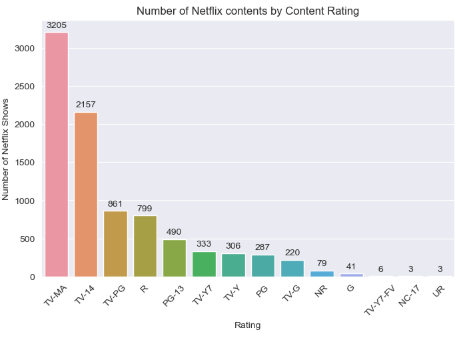 Number of Netflix contents by Content Rating
Number of Netflix Shows
3000
2500
2000
1500
1000
500
0
3205
2157
861
799
490
333
306
287
220
79
41
6
3
3
TV-MA
TV-14
TV-PG
R
PG-13
TV-Y7
TV-Y
PG
TV-G
NR
G
TV-Y7-FV
NC-17
UR
Rating